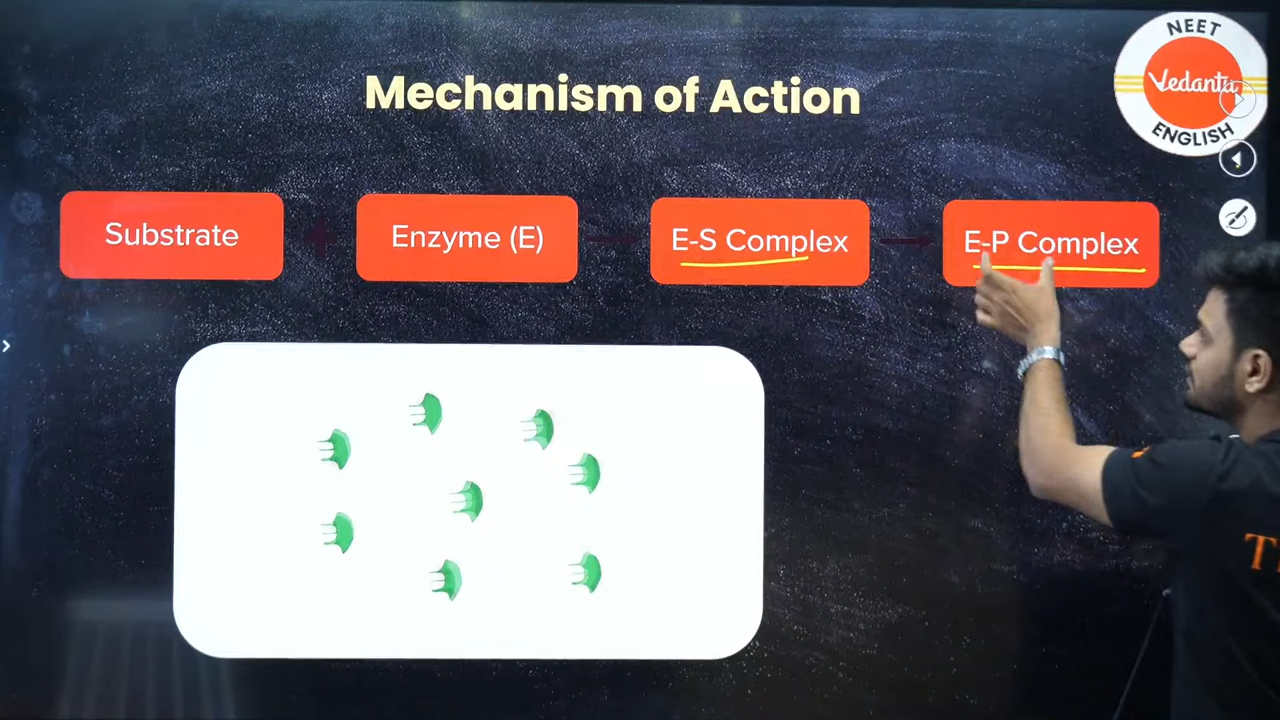 NEET
Vedantu
ENGLISH
Mechanism of Action
Substrate
Enzyme (E)
E-S Complex
E-P Complex